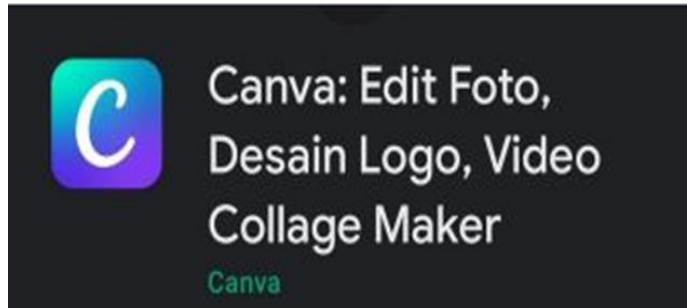 C
Canva: Edit Foto,
Desain Logo, Video
Collage Maker
Canva